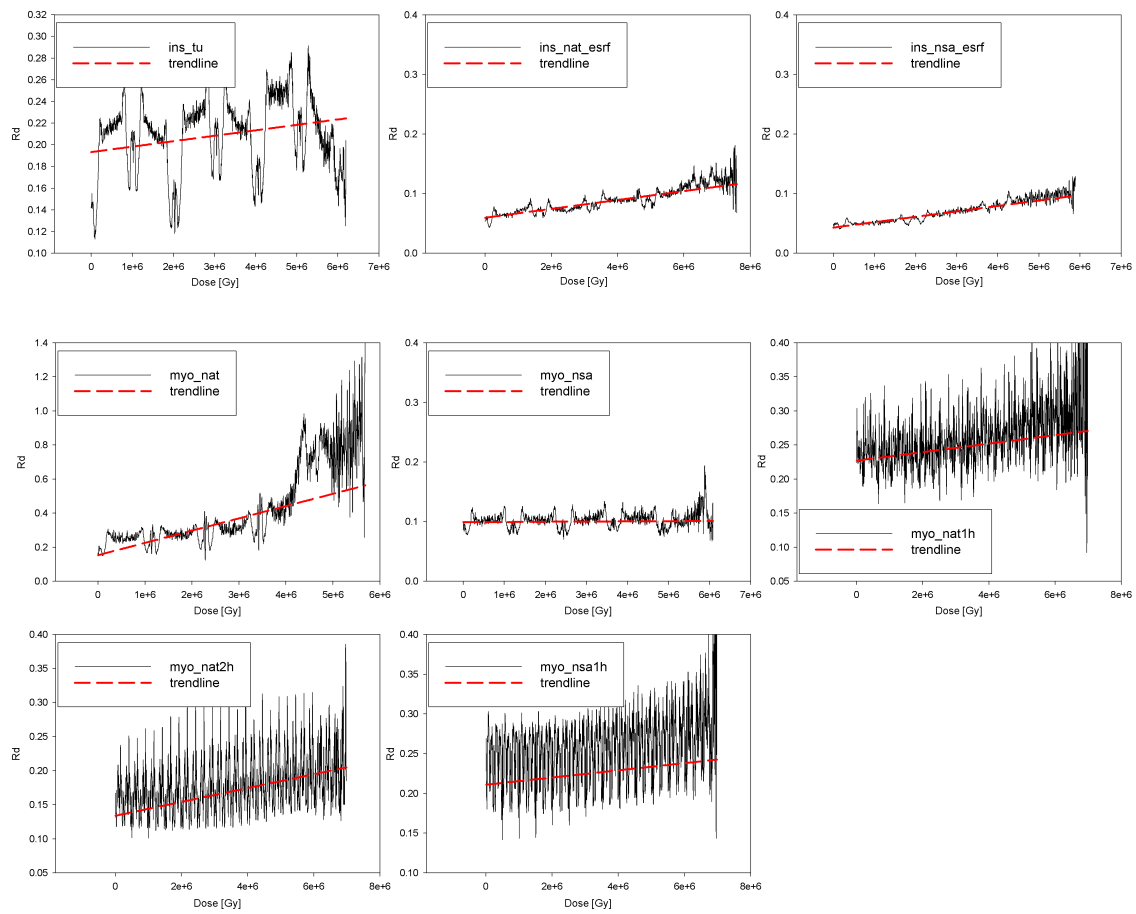 0.32
0.30
0.28
0.26
0.24
0.22
0.20
0.18
0.16
0.14
0.12
0.10
Rd
ins_tu
trendline
0 1e+6 2e+6 3e+6 4e+6 5e+6 6e+6 7e+6
Dose [Gy]
0.4
0.3
0.2
0.1
0.0
Rd
ins_nat_esrf
trendline
0 2e+6 4e+6 6e+6 8e+6
Dose [Gy]
0.4
0.3
0.2
0.1
0.0
Rd
ins_nsa_esrf
trendline
0 1e+6 2e+6 3e+6 4e+6 5e+6 6e+6 7e+6
Dose [Gy]
1.4
1.2
1.0
0.8
0.6
0.4
0.2
0.0
Rd
myo_nat
trendline
0 1e+6 2e+6 3e+6 4e+6 5e+6 6e+6
Dose [Gy]
0.4
0.3
0.2
0.1
0.0
Rd
myo_nsa
trendline
0 1e+6 2e+6 3e+6 4e+6 5e+6 6e+6 7e+6
Dose [Gy]
0.40
0.35
0.30
0.25
0.20
0.15
0.10
0.05
Rd
myo_nat1h
trendline
0 2e+6 4e+6 6e+6 8e+6
Dose [Gy]
0.40
0.35
0.30
0.25
0.20
0.15
0.10
0.05
Rd
myo_nat2h
trendline
0 2e+6 4e+6 6e+6 8e+6
Dose [Gy]
0.40
0.35
0.30
0.25
0.20
0.15
0.10
Rd
myo_nsa1h
trendline
0 2e+6 4e+6 6e+6 8e+6
Dose [Gy]